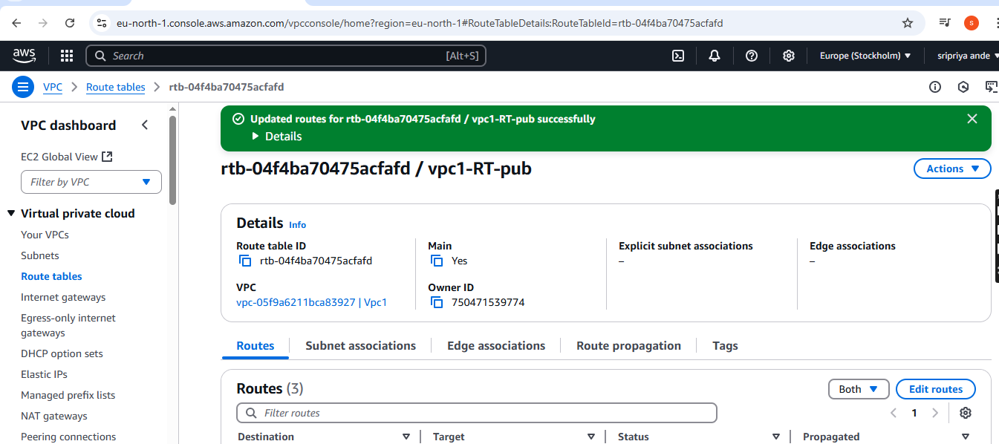 eu-north-1.console.aws.amazon.com/vpcconsole/home?region=eu-north-1#RouteTableDetails:RouteTableId=rtb-04f4ba70475acfafd
S
aws
Search
[Alt+S]
Europe (Stockholm)
sripriya ande
VPC
Route tables
rtb-04f4ba70475acfafd
VPC dashboard
EC2 Global View
Filter by VPC
Virtual private cloud
Your VPCs
Subnets
Route tables
Internet gateways
Egress-only internet
gateways
DHCP option sets
Elastic IPs
Managed prefix lists
NAT gateways
Peering connections
Updated routes for rtb-04f4ba70475acfafd / vpc1-RT-pub successfully
Details
rtb-04f4ba70475acfafd / vpc1-RT-pub
Actions
Details Info
Route table ID
rtb-04f4ba70475acfafd
Main
Yes
Explicit subnet associations
–
Edge associations
–
VPC
vpc-05f9a6211bca83927 | Vpc1
Owner ID
750471539774
Routes
Subnet associations
Edge associations
Route propagation
Tags
Routes (3)
Both
Edit routes
Filter routes
1
Destination
Target
Status
Propagated